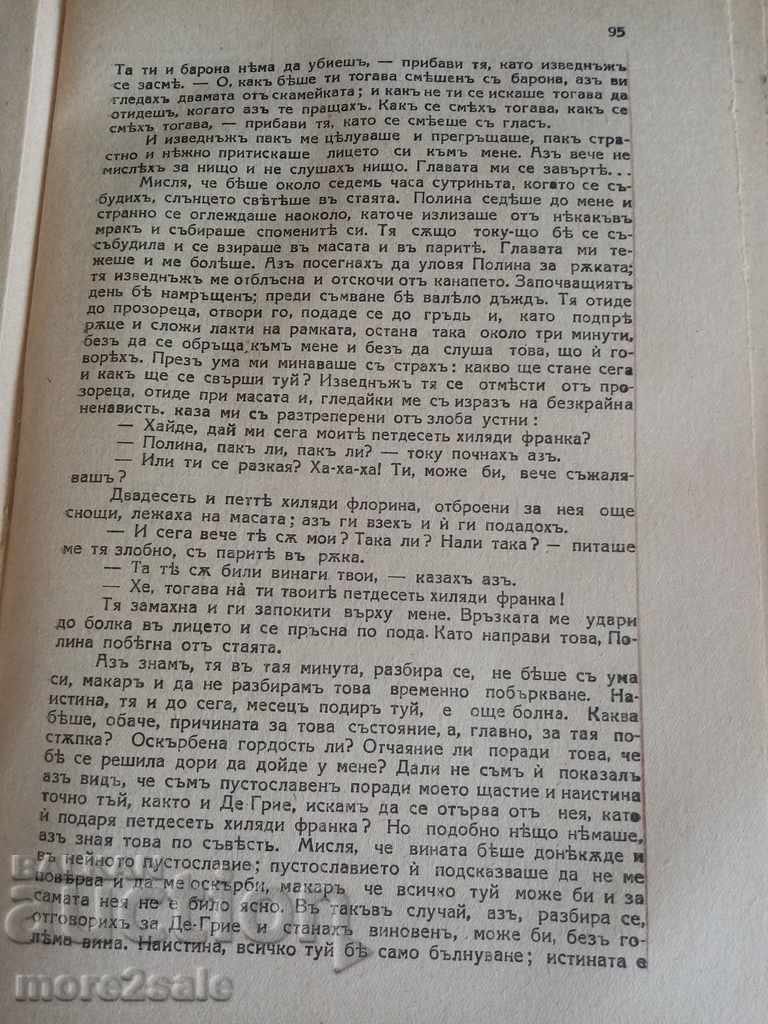 95
Та ти и барона нѣма да убиешъ, — прибави тя, като изведнъжъ
се засмѣ. — О, какъ бѣше ти тогава смѣшенъ съ барона, азъ ви
гледахъ двамата отъ скамейката; и какъ не ти се искаше тогава да
отидешъ, когато азъ те пращахъ. Какъ се смѣхъ тогава, какъ се
смѣхъ тогава, — прибави тя, като се смѣеше съ гласъ.
И изведнъжъ пакъ ме цѣлуваше и прегръщаше, пакъ стра-
стно и нѣжно притискаше лицето си къмъ мене. Азъ вече не
мислѣхъ за нищо и не слушахъ нищо. Главата ми се завъртѣ...
Мисля, че бѣше около седемь часа сутриньта, когато се съ-
будихъ, слънцето свѣтѣше въ стаята. Полина седѣше до мене и
странно се оглеждаше наоколо, каточе излизаше отъ нѣкакъвъ
мракъ и събираше споменитѣ си. Тя сѫщо току-що бѣ се съ-
събудила и се взираше въ масата и въ паритѣ. Главата ми те-
жеше и ме болѣше. Азъ посегнахъ да уловя Полина за рѫката;
тя изведнъжъ ме отблъсна и отскочи отъ канапето. Започващиятъ
день бѣ намръщенъ; преди съмване бѣ валѣло дъждъ. Тя отиде
до прозореца, отвори го, подаде се до гръдь и, като подпрѣ
рѫце и сложи лакти на рамката, остана така около три минути,
безъ да се обръща къмъ мене и безъ да слуша това, що ѝ го-
ворѣхъ. Презъ ума ми минаваше съ страхъ: какво ще стане сега
и какъ ще се свърши туй? Изведнъжъ тя се отмѣсти отъ про-
зореца, отиде при масата и, гледайки ме съ изразъ на безкрайна
ненависть, каза ми съ разтреперени отъ злоба устни:
— Хайде, дай ми сега моитѣ петдесеть хиляди франка?
— Полина, пакъ ли, пакъ ли? — току почнахъ азъ.
— Или ти се разкая? Ха-ха-ха! Ти, може би, вече съжаля-
вашъ?
Двадесеть и петтѣ хиляди флорина, отброени за нея още
снощи, лежаха на масата; азъ ги взехъ и ѝ ги подадохъ.
— И сега вече тѣ сѫ мои? Така ли? Нали така? — питаше
ме тя злобно, съ паритѣ въ рѫка.
— Та тѣ сѫ били винаги твои, — казахъ азъ.
— Хе, тогава нà ти твоитѣ петдесеть хиляди франка!
Тя замахна и ги запокити върху мене. Връзката ме удари
до болка въ лицето и се пръсна по пода. Като направи това, По-
лина побѣгна отъ стаята.
Азъ знамъ, тя въ тая минута, разбира се, не бѣше съ ума
си, макаръ и да не разбирамъ това временно побъркване. На-
истина, тя и до сега, месецъ подиръ туй, е още болна. Каква
бѣше, обаче, причината за това състояние, а, главно, за тая по-
стѫпка? Оскърбена гордость ли? Отчаяние ли поради това, че
бѣ се решила дори да дойде у мене? Дали не съмъ ѝ показалъ
азъ видъ, че съмъ пустославенъ поради моето щастие и наистина
точно тъй, както и Де Грие, искамъ да се отърва отъ нея, като
ѝ подаря петдесеть хиляди франка? Но подобно нѣщо нѣмаше,
азъ зная това по съвѣсть. Мисля, че вината бѣше донѣкѫде и
въ нейното пустославие; пустославието ѝ подсказваше да не ме
повѣрва и да ме оскърби, макаръ че всичко туй може би и за
самата нея не е било ясно. Въ такъвъ случай, азъ, разбира се,
отговорихъ за Де-Грие и станахъ виновенъ, може би, безъ го-
лѣма вина. Наистина, всичко туй бѣ само бълнуване; истината е
more2sale